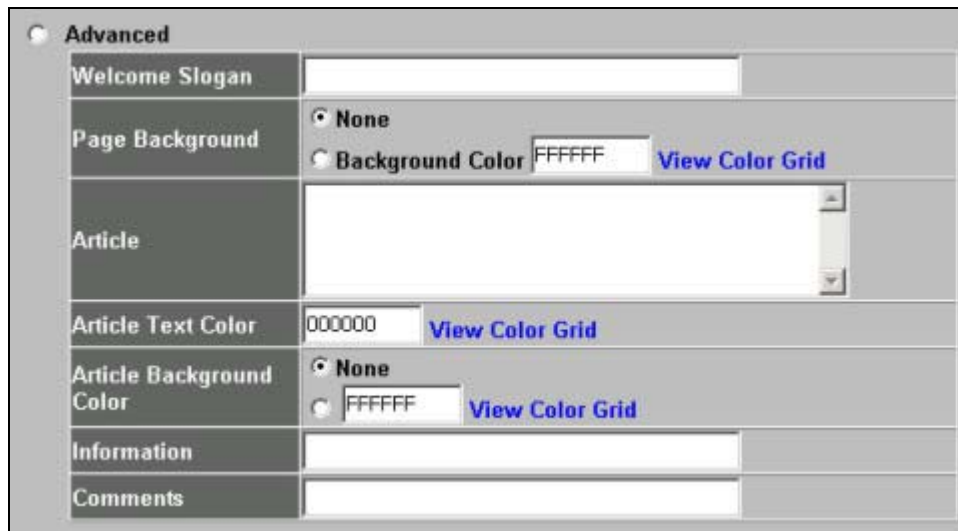 Advanced
Welcome Slogan
Page Background
None
Background Color FFFFFF View Color Grid
Article
Article Text Color 000000 View Color Grid
Article Background
Color
None
FFFFFF View Color Grid
Information
Comments